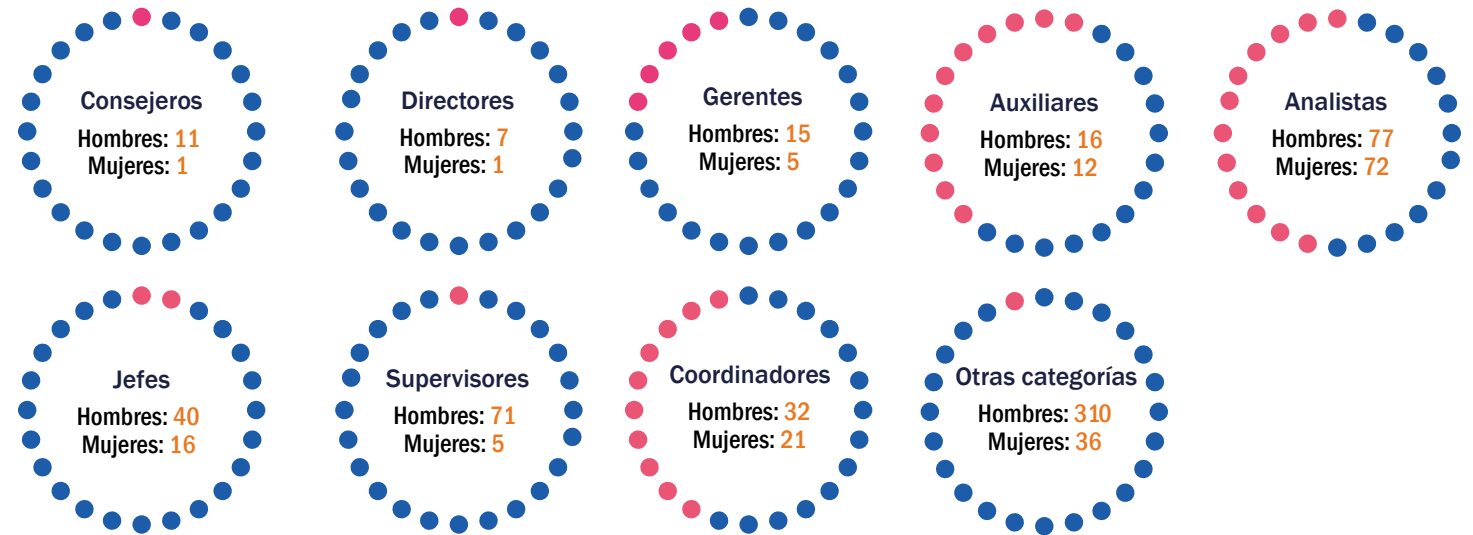 Consejeros
Hombres: 11
Mujeres: 1
Directores
Hombres: 7
Mujeres: 1
Gerentes
Hombres: 15
Mujeres: 5
Auxiliares
Hombres: 16
Mujeres: 12
Analistas
Hombres: 77
Mujeres: 72
Jefes
Hombres: 40
Mujeres: 16
Supervisores
Hombres: 71
Mujeres: 5
Coordinadores
Hombres: 32
Mujeres: 21
Otras categorías
Hombres: 310
Mujeres: 36